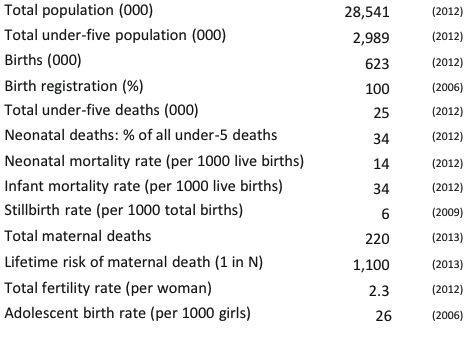 Total population (000) 28,541 (2012)
Total under-five population (000) 2,989 (2012)
Births (000) 623 (2012)
Birth registration (%) 100 (2006)
Total under-five deaths (000) 25 (2012)
Neonatal deaths: % of all under-5 deaths 34 (2012)
Neonatal mortality rate (per 1000 live births) 14 (2012)
Infant mortality rate (per 1000 live births) 34 (2012)
Stillbirth rate (per 1000 total births) 6 (2009)
Total maternal deaths 220 (2013)
Lifetime risk of maternal death (1 in N) 1,100 (2013)
Total fertility rate (per woman) 2.3 (2012)
Adolescent birth rate (per 1000 girls) 26 (2006)